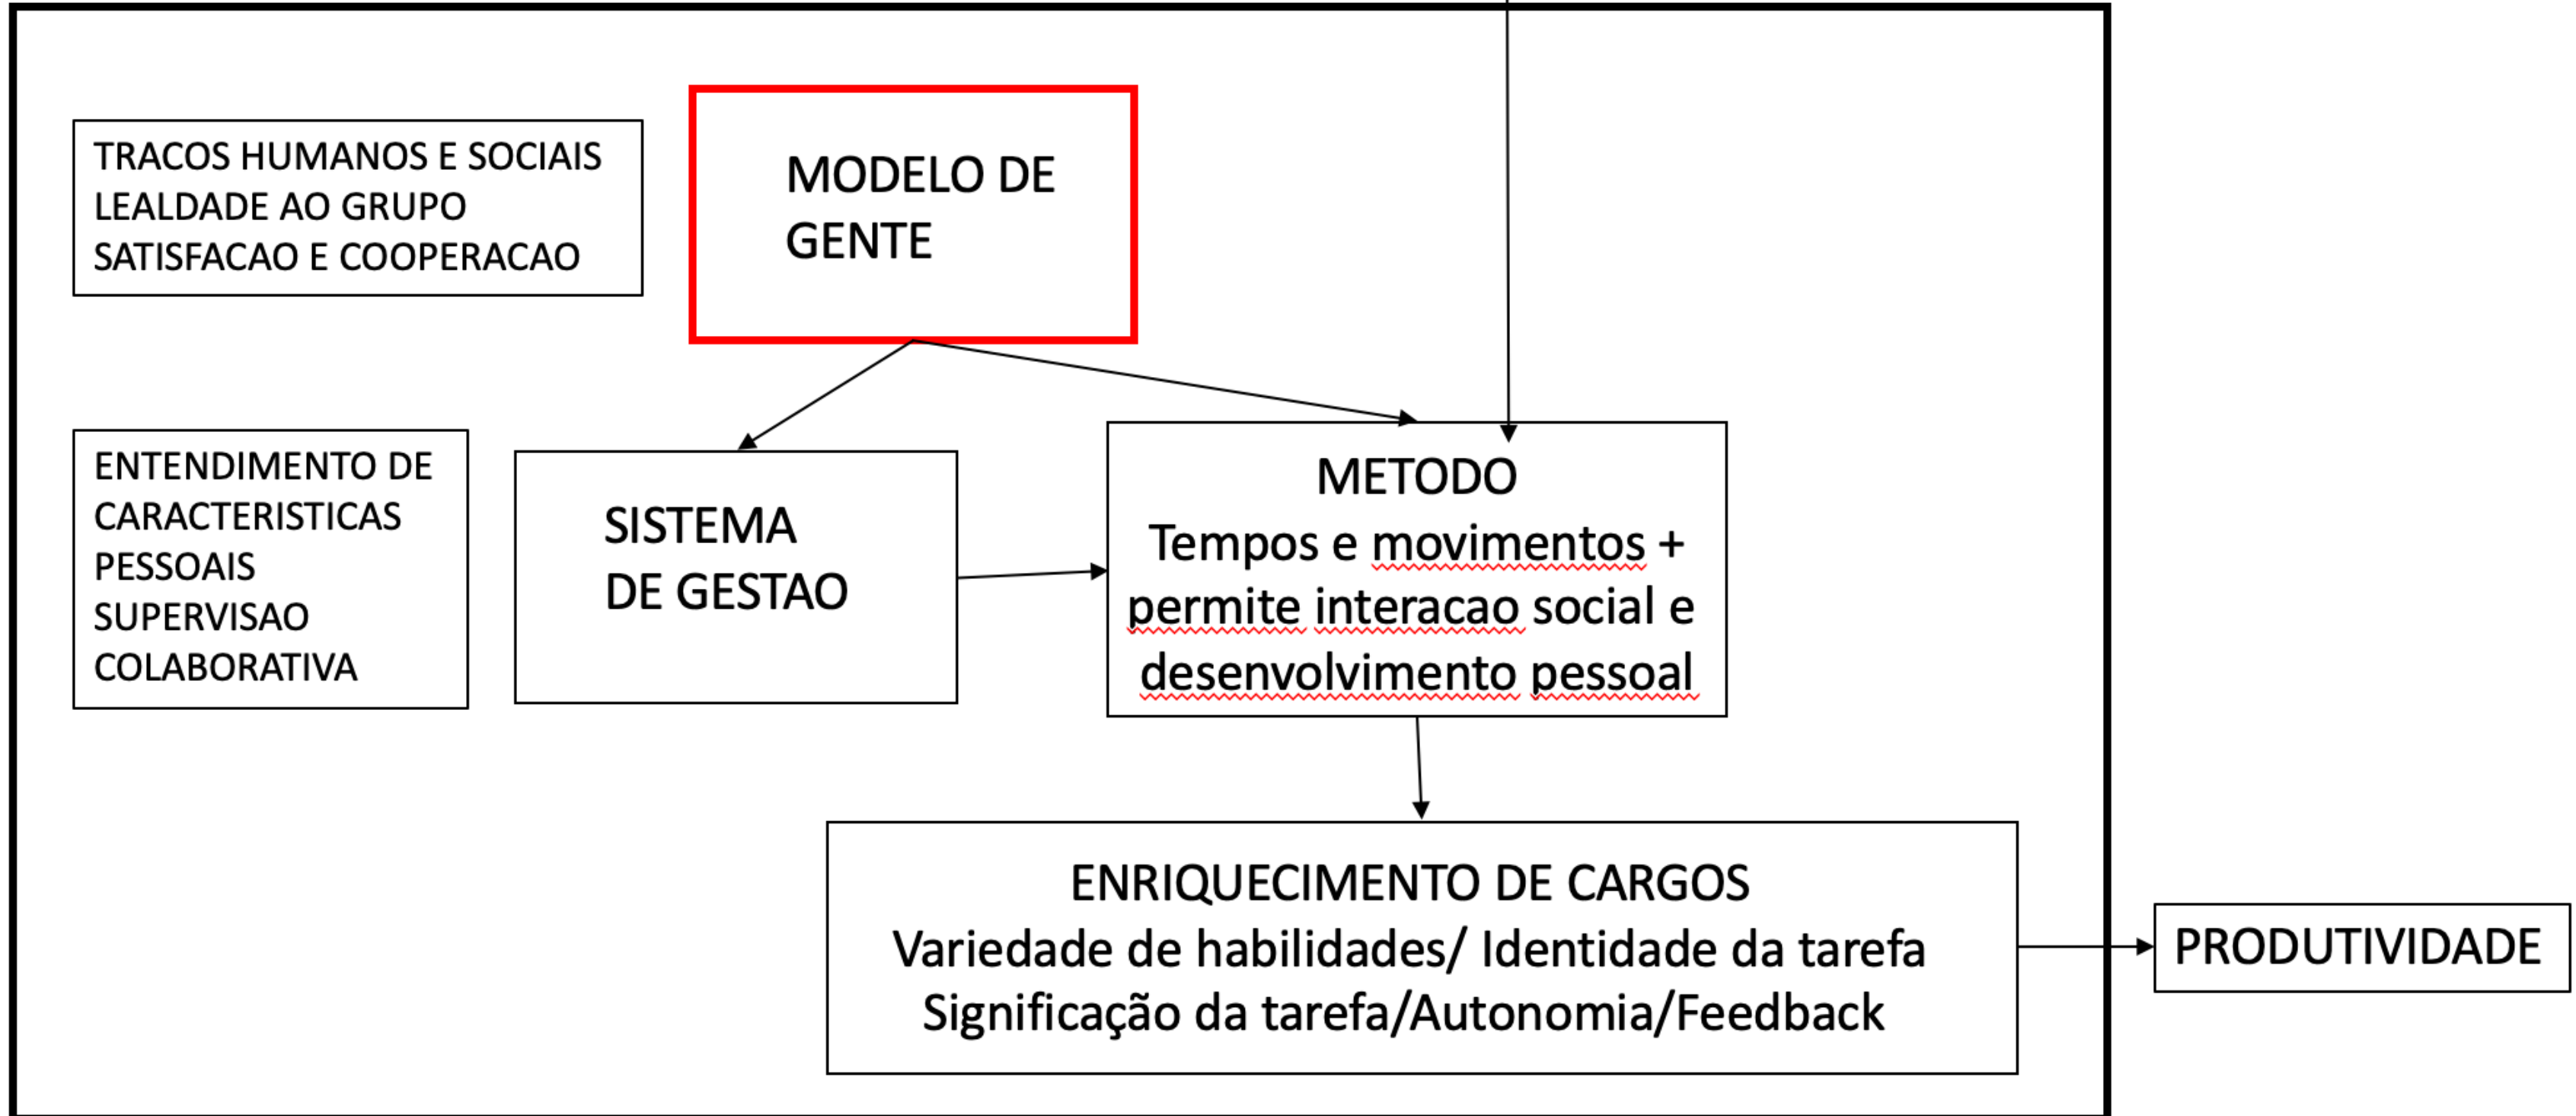 TRACOS HUMANOS E SOCIAIS
LEALDADE AO GRUPO
SATISFACAO E COOPERACAO
MODELO DE
GENTE
ENTENDIMENTO DE
CARACTERISTICAS
PESSOAIS
SUPERVISAO
COLABORATIVA
SISTEMA
DE GESTAO
METODO
Tempos e movimentos +
permite interacao social e
desenvolvimento pessoal
ENRIQUECIMENTO DE CARGOS
Variedade de habilidades/ Identidade da tarefa
Significação da tarefa/Autonomia/Feedback
PRODUTIVIDADE